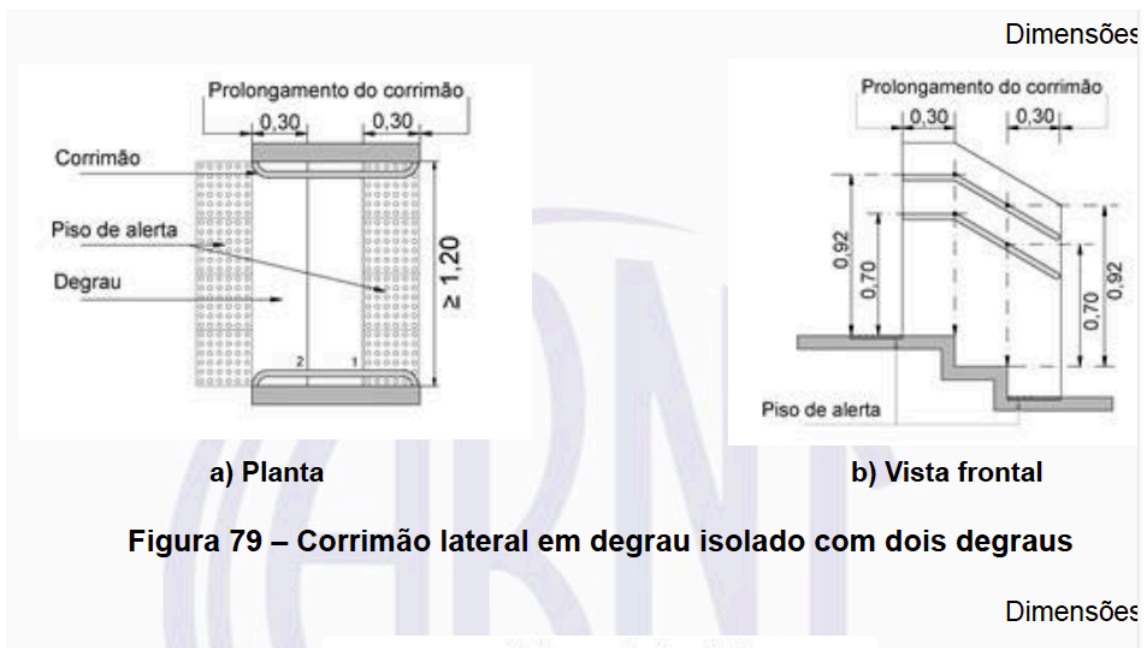 Dimensões
Prolongamento do corrimão
0,30 0,30
Corrimão
Piso de alerta
Degrau
≥ 1,20
2 1
a) Planta
Prolongamento do corrimão
0,30 0,30
0,92
0,70
0,70
0,92
Piso de alerta
b) Vista frontal
Figura 79 – Corrimão lateral em degrau isolado com dois degraus
Dimensões